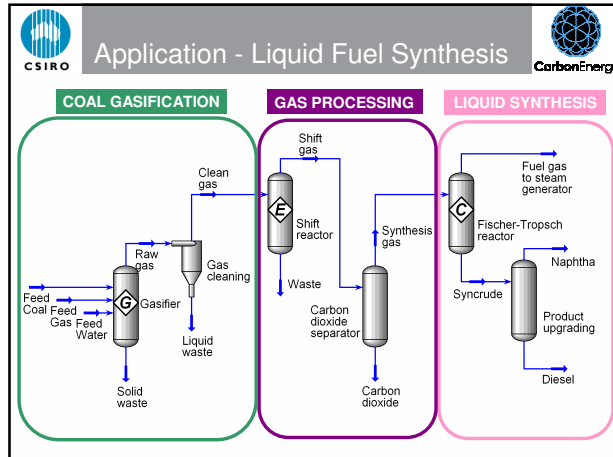 CSIRO
Application - Liquid Fuel Synthesis
CarbonEnerg
COAL GASIFICATION
GAS PROCESSING
LIQUID SYNTHESIS
Feed
Coal
Feed
Gas
Feed
Water
G
Gasifier
Raw
gas
Solid
waste
Clean
gas
Gas
cleaning
Liquid
waste
Shift
gas
E
Shift
reactor
Waste
Synthesis
gas
Carbon
dioxide
separator
Carbon
dioxide
C
Fischer-Tropsch
reactor
Fuel gas
to steam
generator
Syncrude
Naphtha
Product
upgrading
Diesel